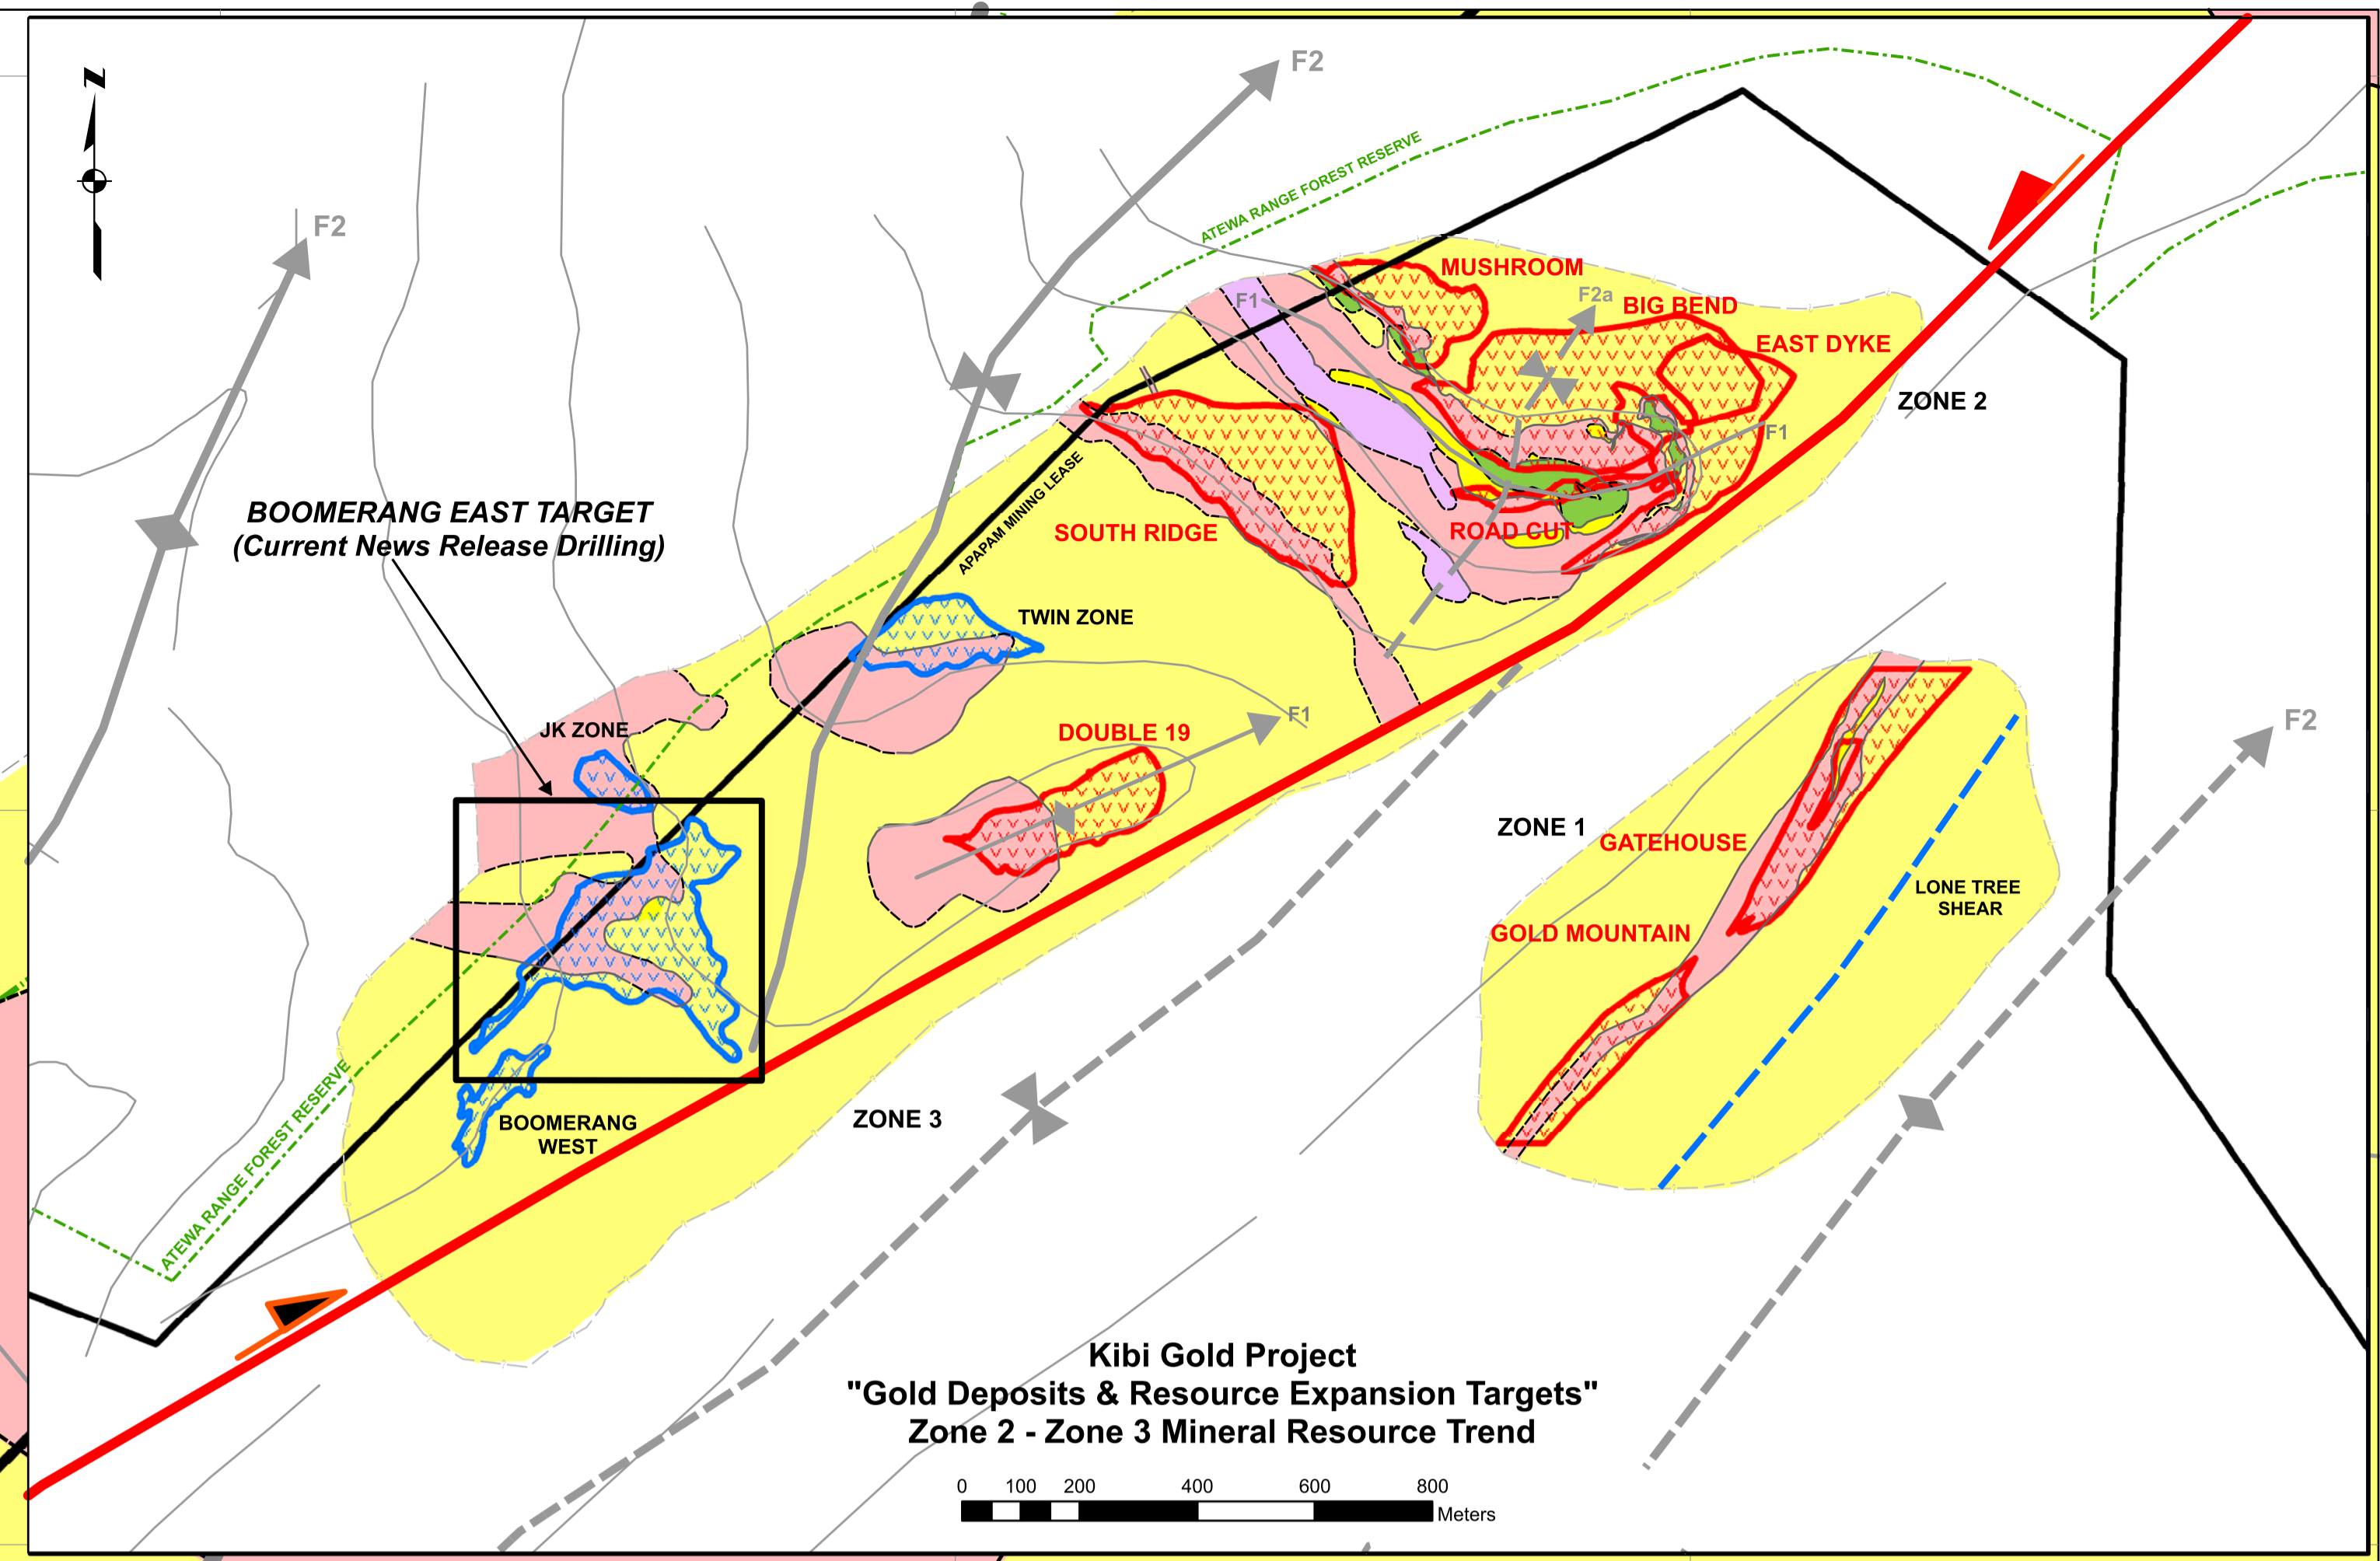 N
F2
F2
ATEWA RANGE FOREST RESERVE
MUSHROOM
F1
F2a
BIG BEND
EAST DYKE
ZONE 2
F1
BOOMERANG EAST TARGET
(Current News Release Drilling)
APAPAM MINING LEASE
SOUTH RIDGE
ROAD CUT
TWIN ZONE
JK ZONE
DOUBLE 19
F1
F2
ZONE 1
GATEHOUSE
LONE TREE
SHEAR
GOLD MOUNTAIN
ATEWA RANGE FOREST RESERVE
BOOMERANG
WEST
ZONE 3
Kibi Gold Project
"Gold Deposits & Resource Expansion Targets"
Zone 2 - Zone 3 Mineral Resource Trend
0 100 200 400 600 800
Meters